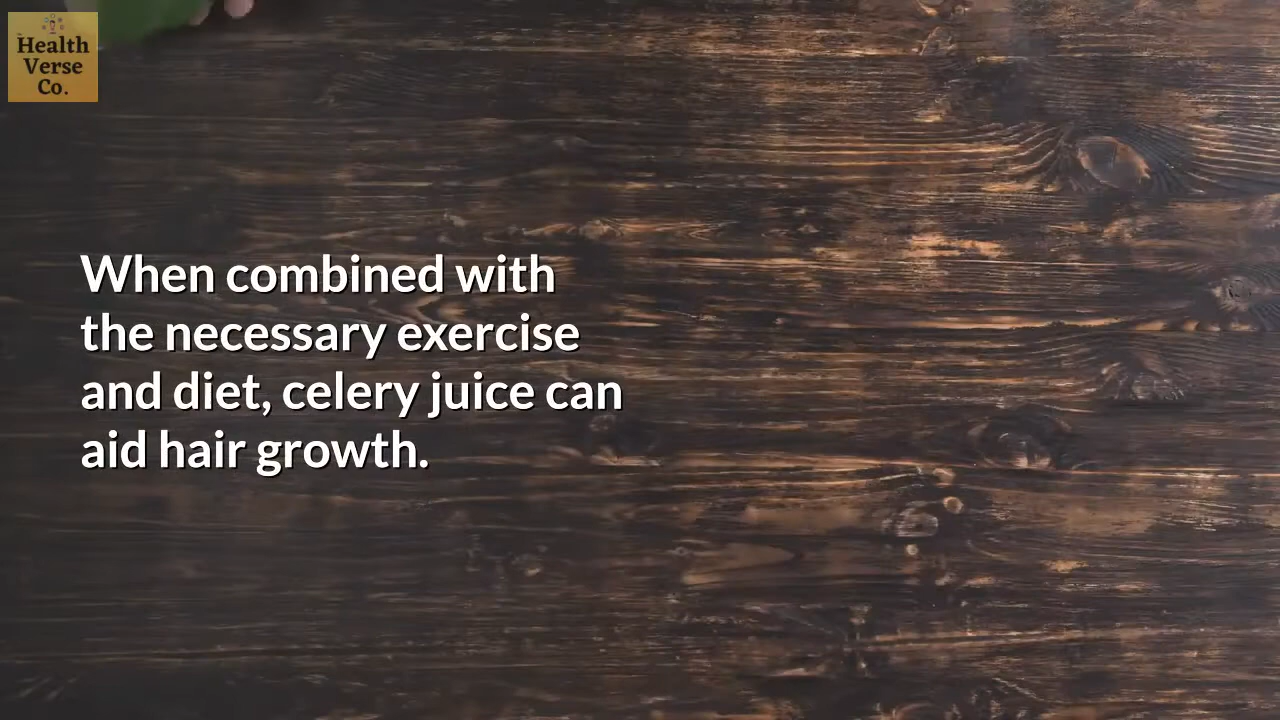 Health
Verse
Co.
When combined with
the necessary exercise
and diet, celery juice can
aid hair growth.